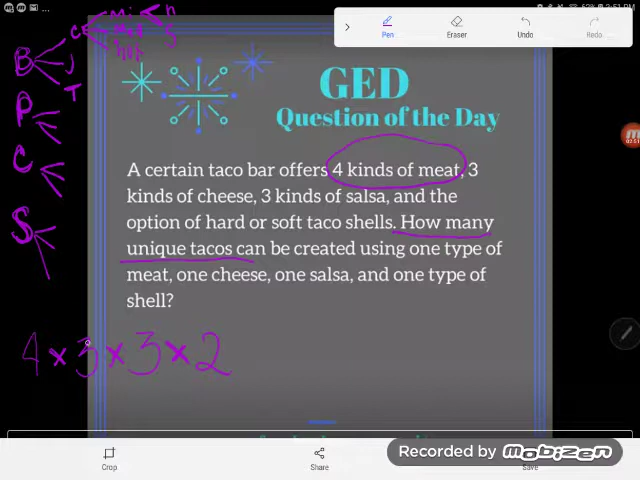 Pen
Eraser
Undo
Redo
GED
Question of the Day
A certain taco bar offers 4 kinds of meat, 3
kinds of cheese, 3 kinds of salsa, and the
option of hard or soft taco shells. How many
unique tacos can be created using one type of
meat, one cheese, one salsa, and one type of
shell?
B
C
J
T
P
C
S
4 × 3 × 3 × 2
Crop
Share
Save
Recorded by Mobizen